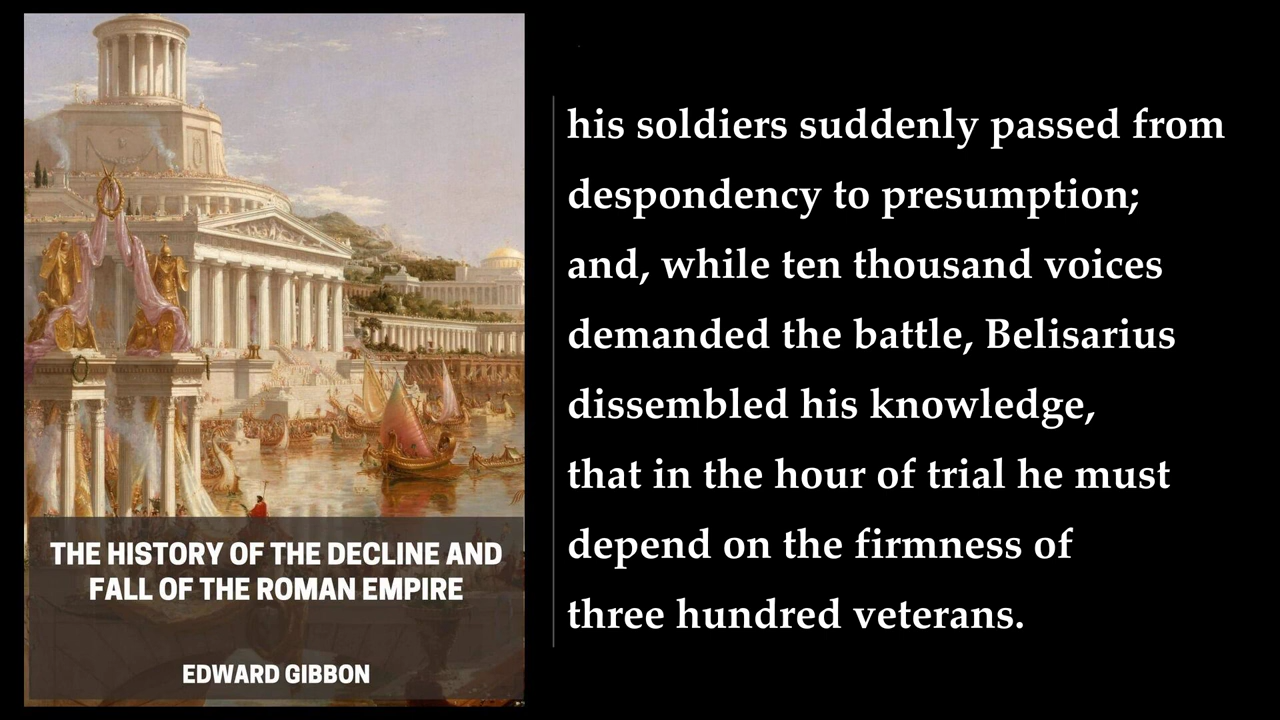 THE HISTORY OF THE DECLINE AND
FALL OF THE ROMAN EMPIRE
EDWARD GIBBON
his soldiers suddenly passed from
despondency to presumption;
and, while ten thousand voices
demanded the battle, Belisarius
dissembled his knowledge,
that in the hour of trial he must
depend on the firmness of
three hundred veterans.